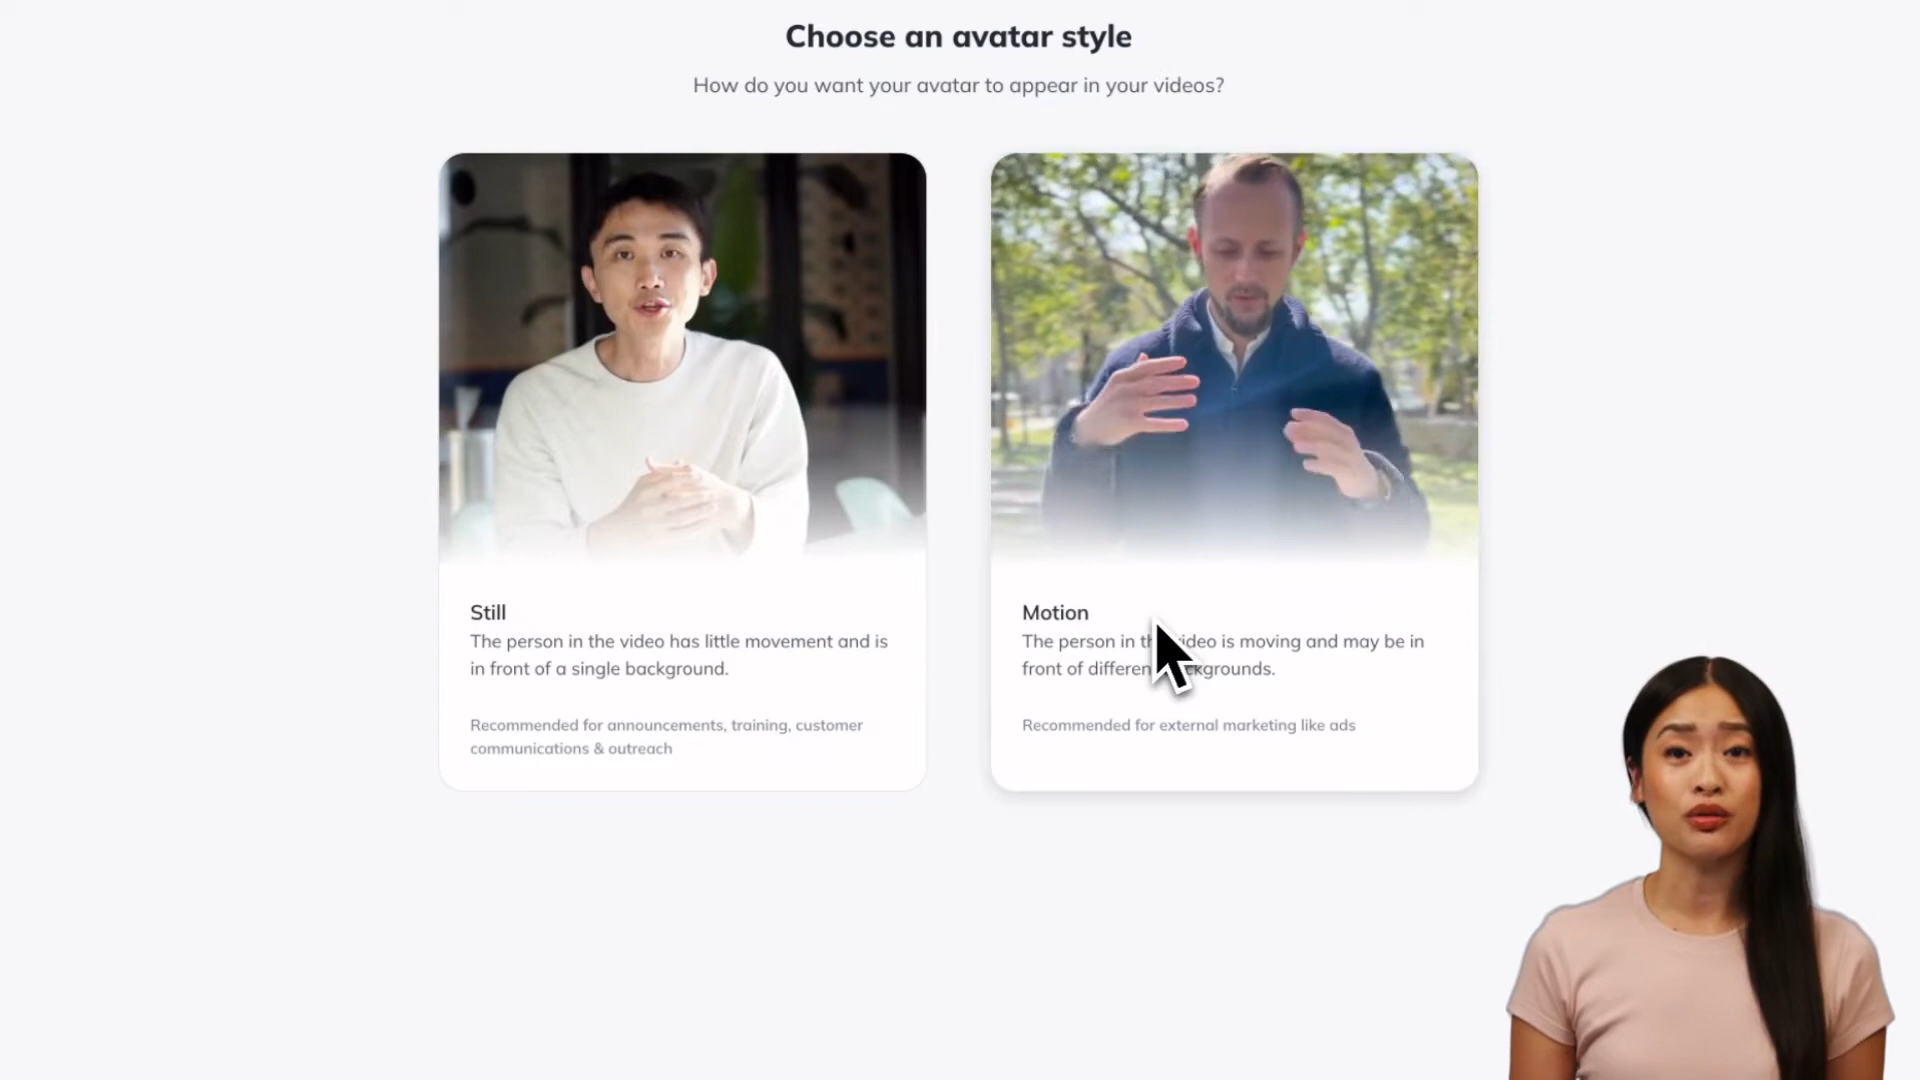 Choose an avatar style
How do you want your avatar to appear in your videos?
Still
The person in the video has little movement and is
in front of a single background.
Recommended for announcements, training, customer
communications & outreach
Motion
The person in video is moving and may be in
front of backgrounds.
Recommended for external marketing like ads